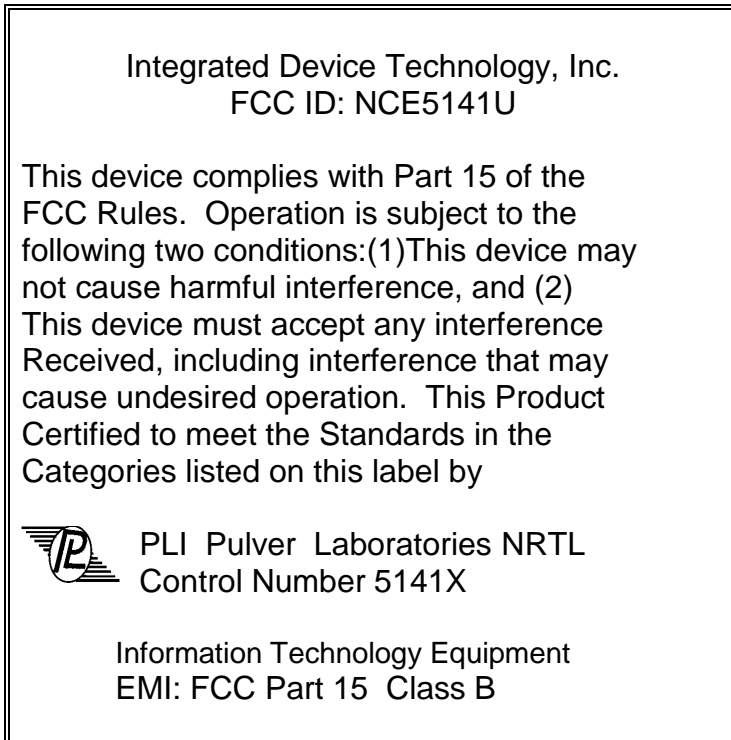 Integrated Device Technology, Inc.
FCC ID: NCE5141U
This device complies with Part 15 of the
FCC Rules.  Operation is subject to the
following two conditions:(1)This device may
not cause harmful interference, and (2)
This device must accept any interference
Received, including interference that may
cause undesired operation.  This Product
Certified to meet the Standards in the
Categories listed on this label by
PL
PLI  Pulver  Laboratories NRTL
Control Number 5141X
Information Technology Equipment
EMI: FCC Part 15  Class B